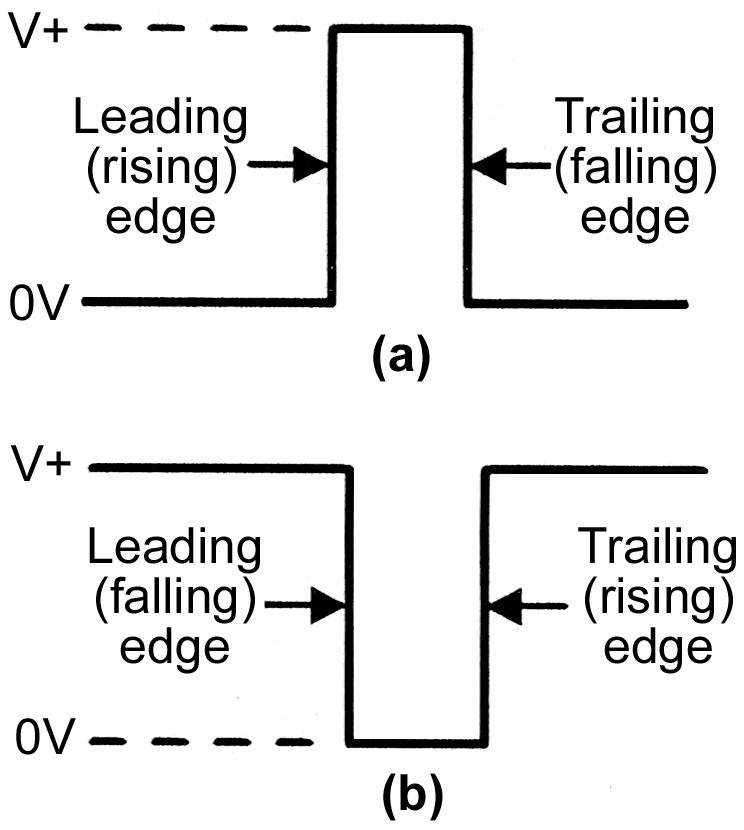 V+
Leading
(rising)
edge
Trailing
(falling)
edge
0V
(a)
V+
Leading
(falling)
edge
Trailing
(rising)
edge
0V
(b)